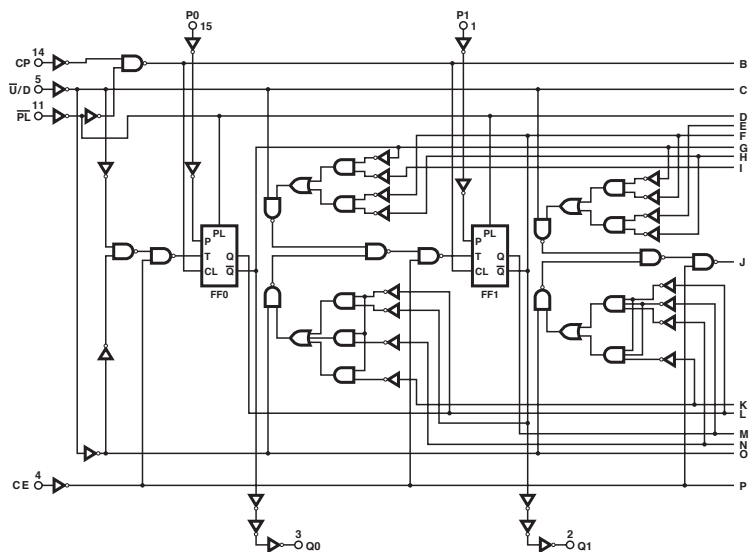 P0
15
P1
1
CP
14
B
U̅/D
5
C
P̅L̅
11
D
E
F
G
H
I
PL
P
T Q
CL Q̅
FF0
PL
P
T Q
CL Q̅
FF1
J
K
L
M
N
O
CE
4
P
3
Q0
2
Q1